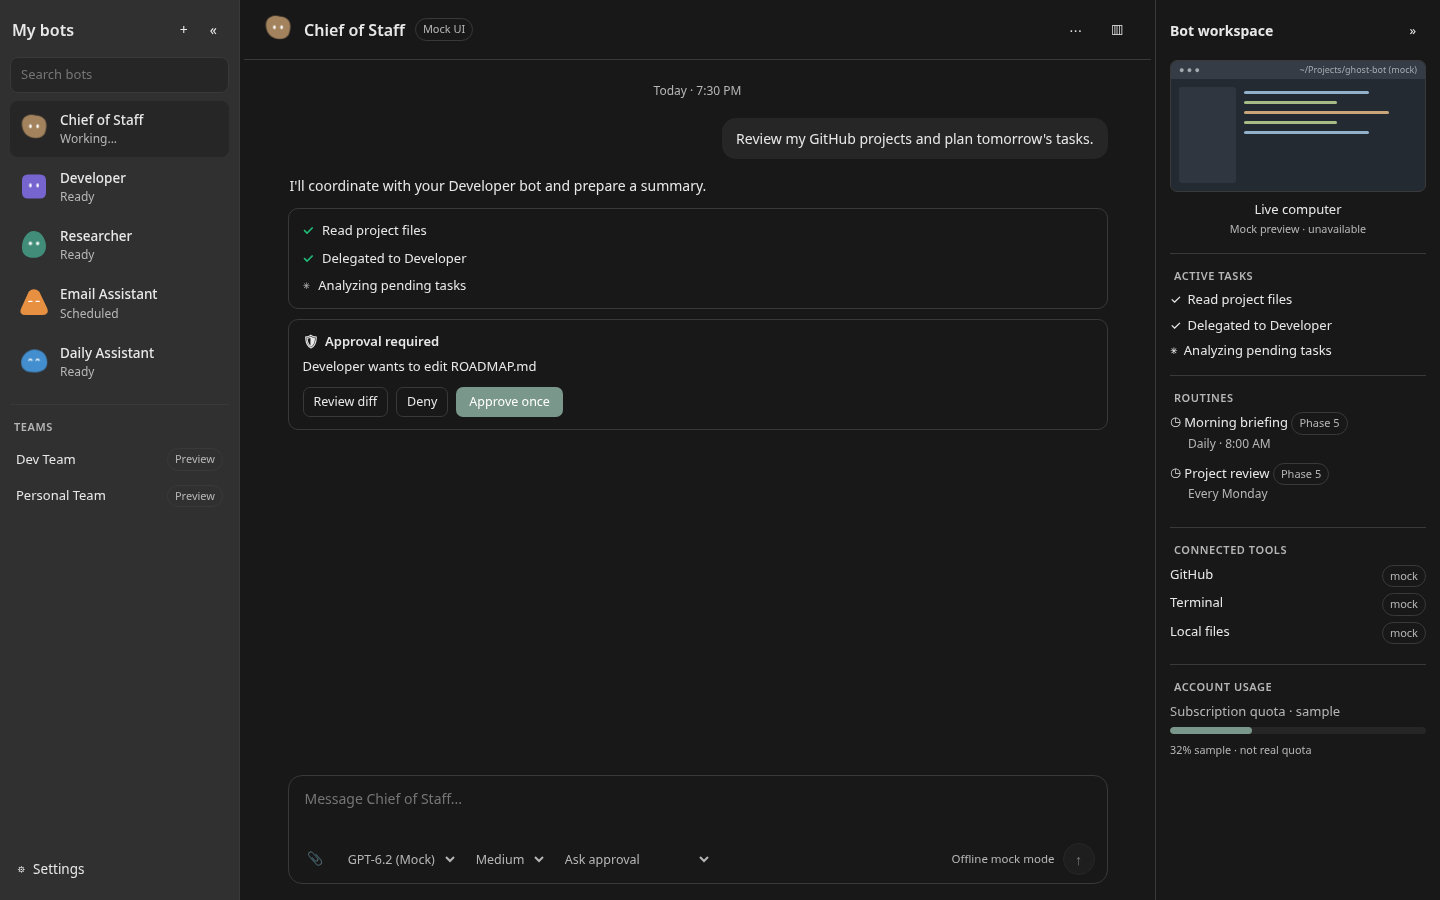 My bots
+
«
Search bots
Chief of Staff
Working...
Developer
Ready
Researcher
Ready
Email Assistant
Scheduled
Daily Assistant
Ready
TEAMS
Dev Team Preview
Personal Team Preview
Settings
Chief of Staff Mock UI
...
Today · 7:30 PM
Review my GitHub projects and plan tomorrow's tasks.
I'll coordinate with your Developer bot and prepare a summary.
✓ Read project files
✓ Delegated to Developer
Analyzing pending tasks
Approval required
Developer wants to edit ROADMAP.md
Review diff Deny Approve once
Message Chief of Staff...
GPT-6.2 (Mock) Medium Ask approval Offline mock mode ↑
Bot workspace »
~/Projects/ghost-bot (mock)
Live computer
Mock preview · unavailable
ACTIVE TASKS
✓ Read project files
✓ Delegated to Developer
Analyzing pending tasks
ROUTINES
Morning briefing Phase 5
Daily · 8:00 AM
Project review Phase 5
Every Monday
CONNECTED TOOLS
GitHub mock
Terminal mock
Local files mock
ACCOUNT USAGE
Subscription quota · sample
32% sample · not real quota